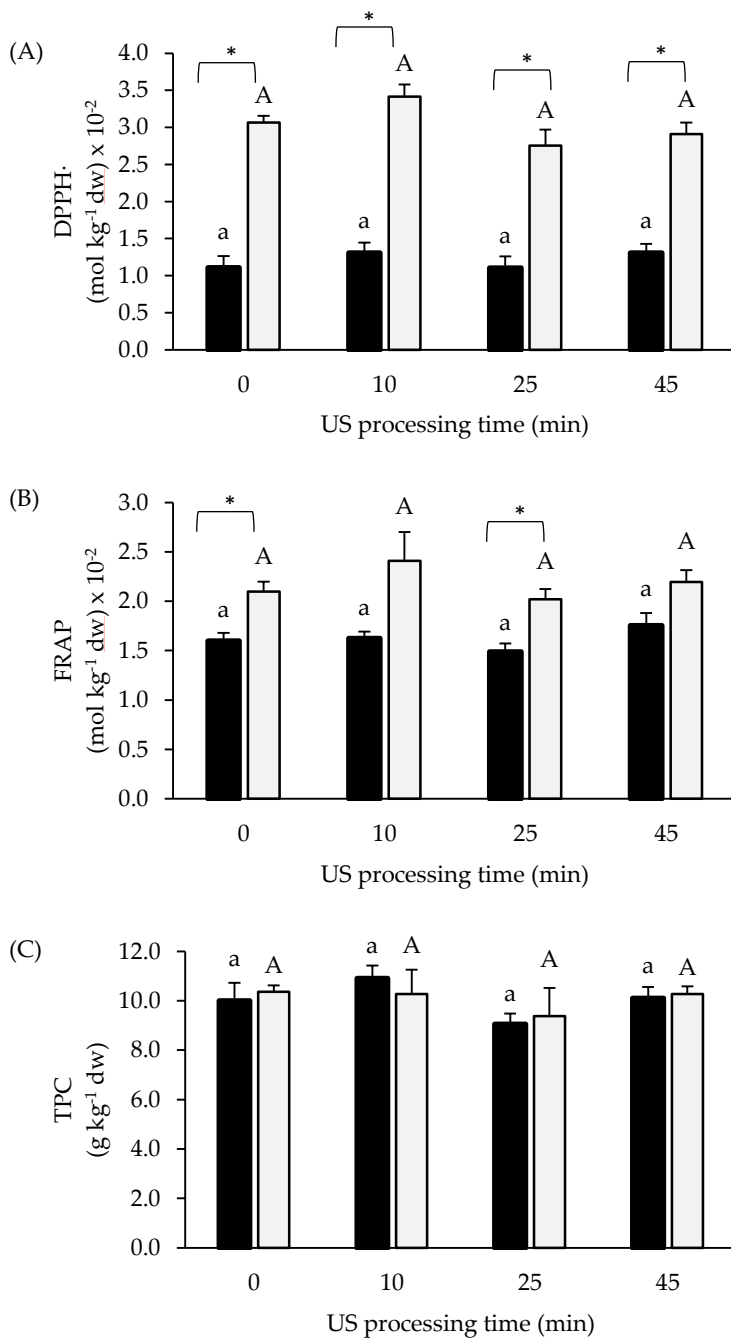 (A)
DPPH·
(mol kg⁻¹ dw) x 10⁻²
4.0
3.5
3.0
2.5
2.0
1.5
1.0
0.5
0.0
* * * *
a A a A a A a A
0 10 25 45
US processing time (min)
(B)
FRAP
(mol kg⁻¹ dw) x 10⁻²
3.0
2.5
2.0
1.5
1.0
0.5
0.0
* *
a A a A a A a A
0 10 25 45
US processing time (min)
(C)
TPC
(g kg⁻¹ dw)
12.0
10.0
8.0
6.0
4.0
2.0
0.0
a A a A a A a A
0 10 25 45
US processing time (min)